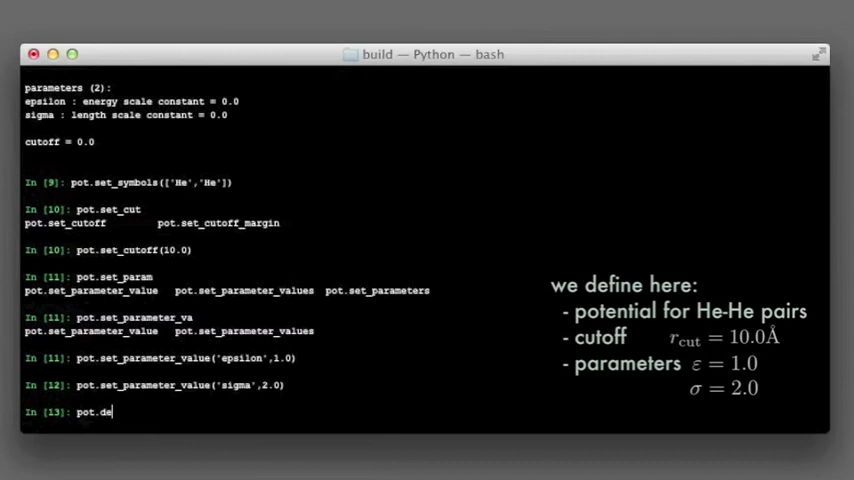 build — Python — bash
parameters (2):
epsilon : energy scale constant = 0.0
sigma : length scale constant = 0.0
cutoff = 0.0
In [9]: pot.set_symbols(['He','He'])
In [10]: pot.set_cut
pot.set_cutoff pot.set_cutoff_margin
In [10]: pot.set_cutoff(10.0)
In [11]: pot.set_param
pot.set_parameter_value pot.set_parameter_values pot.set_parameters
In [11]: pot.set_parameter_va
pot.set_parameter_value pot.set_parameter_values
In [11]: pot.set_parameter_value('epsilon',1.0)
In [12]: pot.set_parameter_value('sigma',2.0)
In [13]: pot.de
we define here:
- potential for He-He pairs
- cutoff r_cut = 10.0Å
- parameters ε = 1.0
σ = 2.0